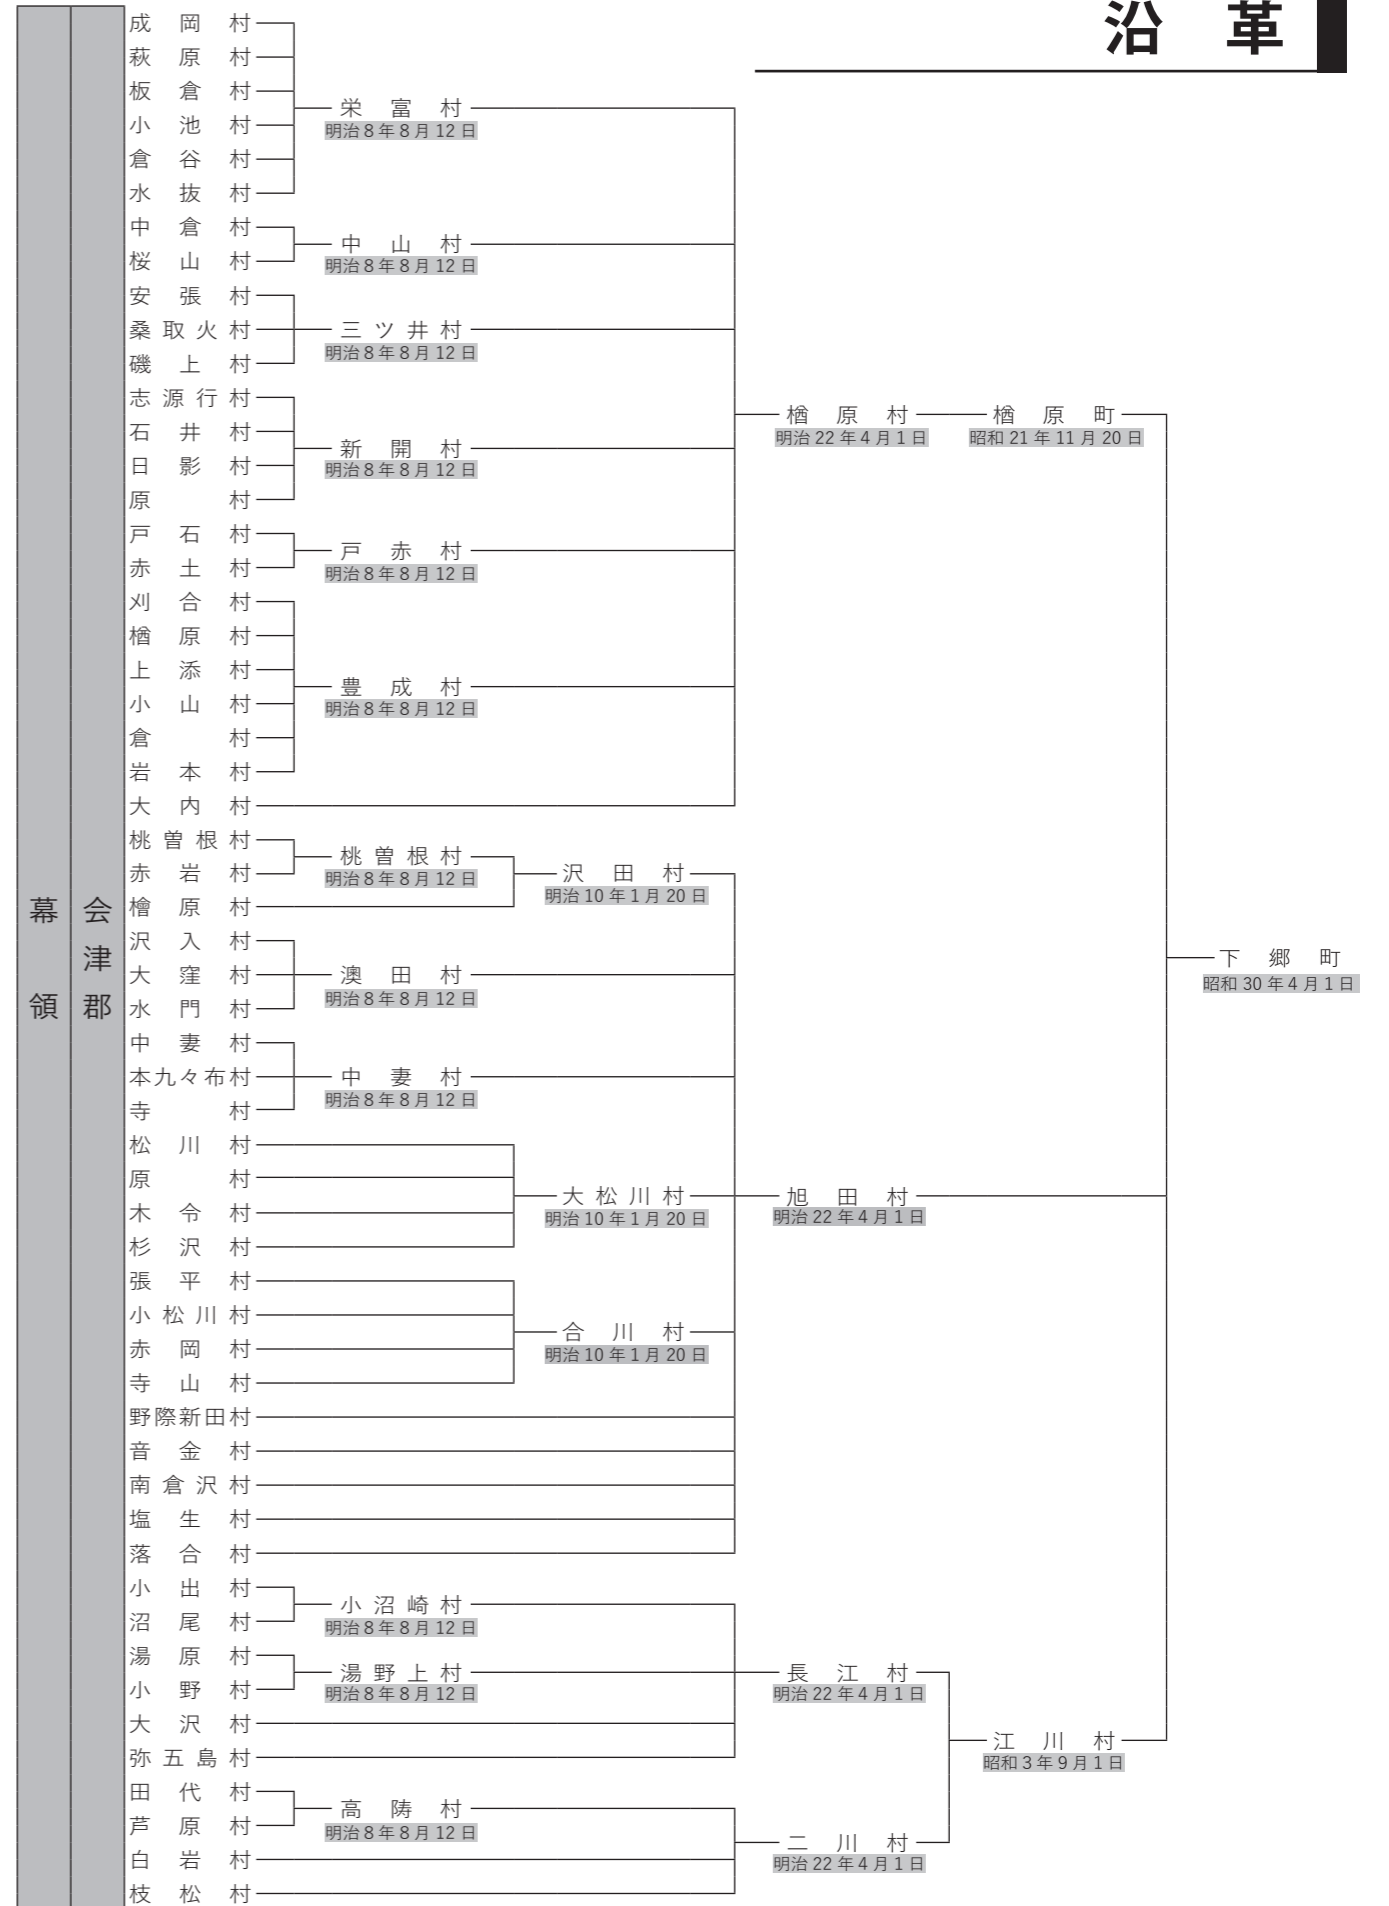 沿革
幕領
会津郡
成岡村
萩原村
板倉村
小池村
倉谷村
水抜村
中倉村
桜山村
安張村
桑取火村
磯上村
志源行村
石井村
日影村
原村
戸石村
赤土村
刈合村
楢原村
上添村
小山村
倉村
岩本村
大内村
桃曽根村
赤岩村
檜原村
沢入村
大窪村
水門村
中妻村
本九々布村
寺村
松川村
原村
木令村
杉沢村
張平村
小松川村
赤岡村
寺山村
野際新田村
音金村
南倉沢村
塩生村
落合村
小出村
沼尾村
湯原村
小野村
大沢村
弥五島村
田代村
芦原村
白岩村
枝松村
栄富村
明治8年8月12日
中山村
明治8年8月12日
三ツ井村
明治8年8月12日
新開村
明治8年8月12日
戸赤村
明治8年8月12日
豊成村
明治8年8月12日
桃曽根村
明治8年8月12日
澳田村
明治8年8月12日
中妻村
明治8年8月12日
小沼崎村
明治8年8月12日
湯野上村
明治8年8月12日
高陦村
明治8年8月12日
沢田村
明治10年1月20日
大松川村
明治10年1月20日
合川村
明治10年1月20日
楢原村
明治22年4月1日
旭田村
明治22年4月1日
長江村
明治22年4月1日
二川村
明治22年4月1日
楢原町
昭和21年11月20日
江川村
昭和3年9月1日
下郷町
昭和30年4月1日